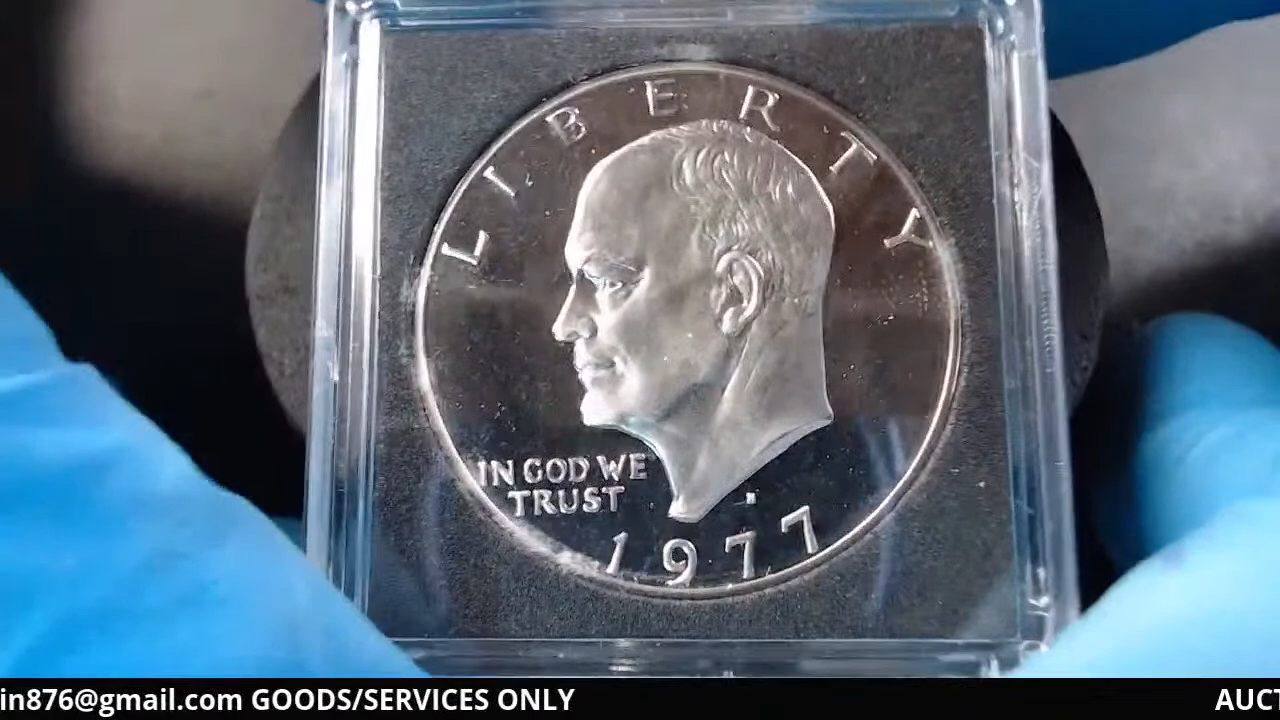 LIBERTY
IN GOD WE
TRUST
1977
in876@gmail.com GOODS/SERVICES ONLY
AUCT